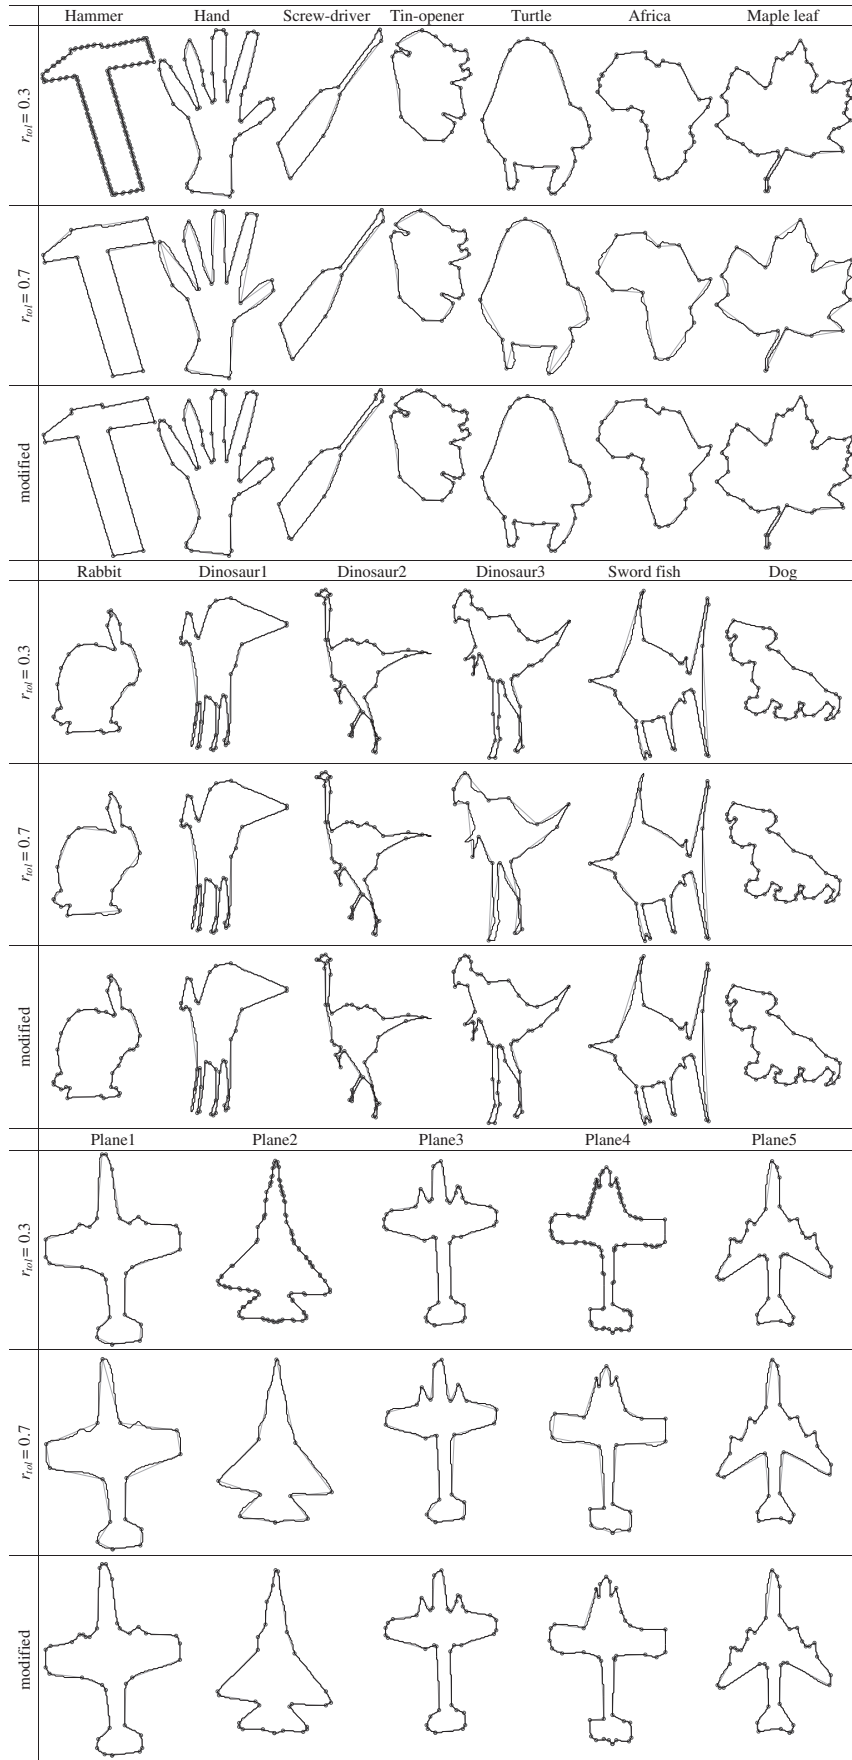 Hammer Hand Screw-driver Tin-opener Turtle Africa Maple leaf
r_tol = 0.3
r_tol = 0.7
modified
Rabbit Dinosaur1 Dinosaur2 Dinosaur3 Sword fish Dog
r_tol = 0.3
r_tol = 0.7
modified
Plane1 Plane2 Plane3 Plane4 Plane5
r_tol = 0.3
r_tol = 0.7
modified